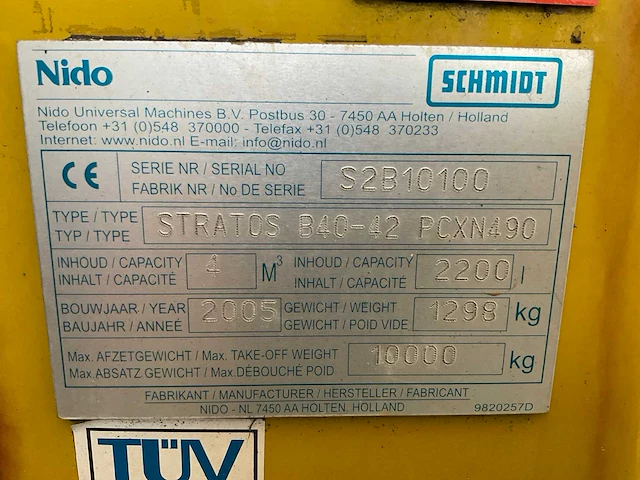 Nido
SCHMIDT
Nido Universal Machines B.V. Postbus 30 - 7450 AA Holten / Holland
Telefoon +31 (0)548 370000 - Telefax +31 (0)548 370233
Internet: www.nido.nl E-mail: info@nido.nl
CE
SERIE NR / SERIAL NO
FABRIK NR / No DE SERIE
S2B10100
TYPE / TYPE
TYP / TYPE
STRATOS B40-42 PCXN490
INHOUD / CAPACITY
INHALT / CAPACITÉ
4 M³
INHOUD / CAPACITY
INHALT / CAPACITÉ
2200 l
BOUWJAAR / YEAR
BAUJAHR / ANNEÉ
2005
GEWICHT / WEIGHT
GEWICHT / POID VIDE
1298 kg
Max. AFZETGEWICHT / Max. TAKE-OFF WEIGHT
Max. ABSATZ GEWICHT / Max. DÉBOUCHÉ POID
10000 kg
FABRIKANT / MANUFACTURER / HERSTELLER / FABRICANT
NIDO - NL 7450 AA HOLTEN, HOLLAND
9820257D
TÜV